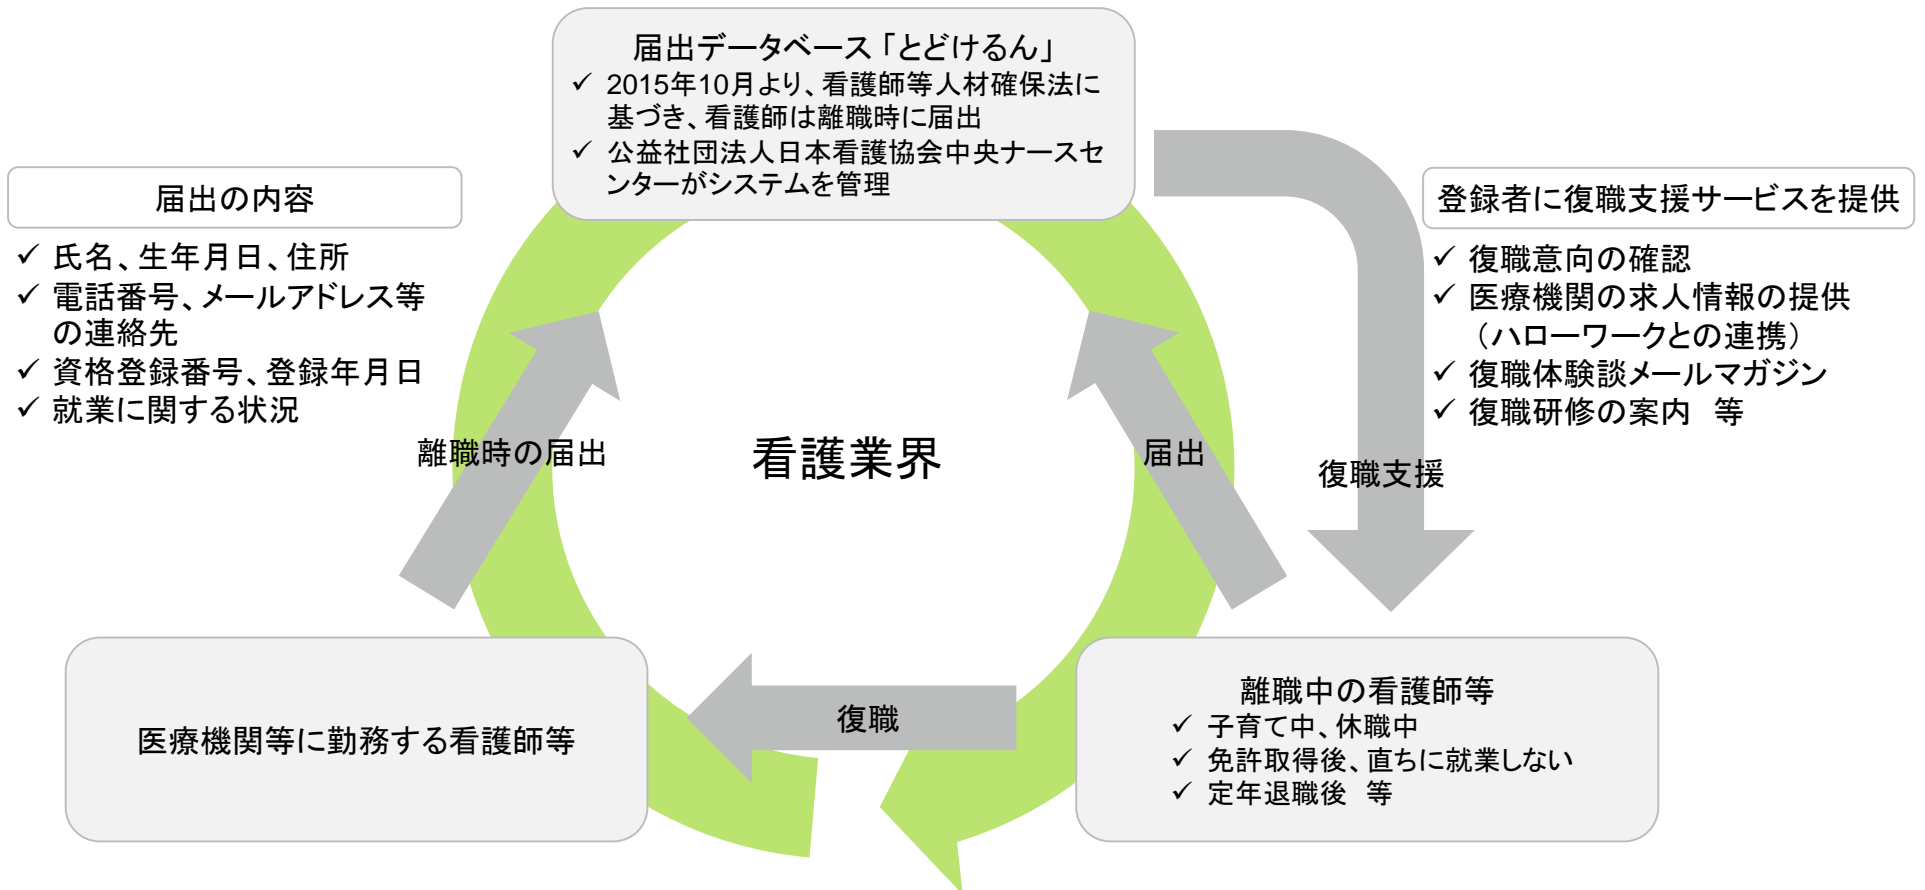 届出データベース「とどけるん」
✓ 2015年10月より、看護師等人材確保法に
基づき、看護師は離職時に届出
✓ 公益社団法人日本看護協会中央ナースセ
ンターがシステムを管理
届出の内容
✓ 氏名、生年月日、住所
✓ 電話番号、メールアドレス等
の連絡先
✓ 資格登録番号、登録年月日
✓ 就業に関する状況
登録者に復職支援サービスを提供
✓ 復職意向の確認
✓ 医療機関の求人情報の提供
（ハローワークとの連携）
✓ 復職体験談メールマガジン
✓ 復職研修の案内　等
離職時の届出
看護業界
届出
復職支援
医療機関等に勤務する看護師等
復職
離職中の看護師等
✓ 子育て中、休職中
✓ 免許取得後、直ちに就業しない
✓ 定年退職後　等